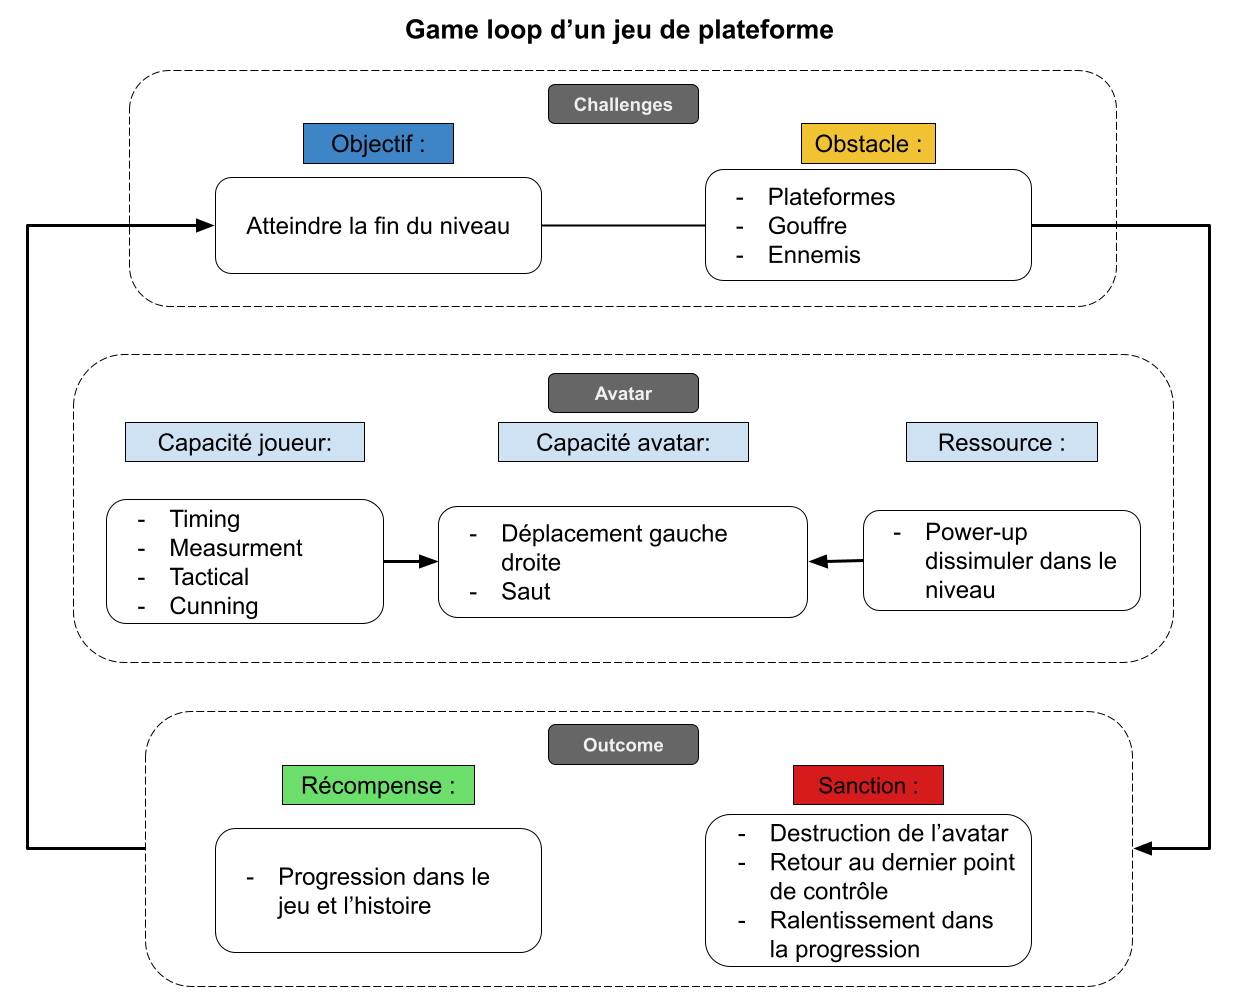 Game loop d’un jeu de plateforme
Challenges
Objectif :
Atteindre la fin du niveau
Obstacle :
- Plateformes
- Gouffre
- Ennemis
Avatar
Capacité joueur:
- Timing
- Measurment
- Tactical
- Cunning
Capacité avatar:
- Déplacement gauche
droite
- Saut
Ressource :
- Power-up
dissimuler dans le
niveau
Outcome
Récompense :
- Progression dans le
jeu et l’histoire
Sanction :
- Destruction de l’avatar
- Retour au dernier point
de contrôle
- Ralentissement dans
la progression